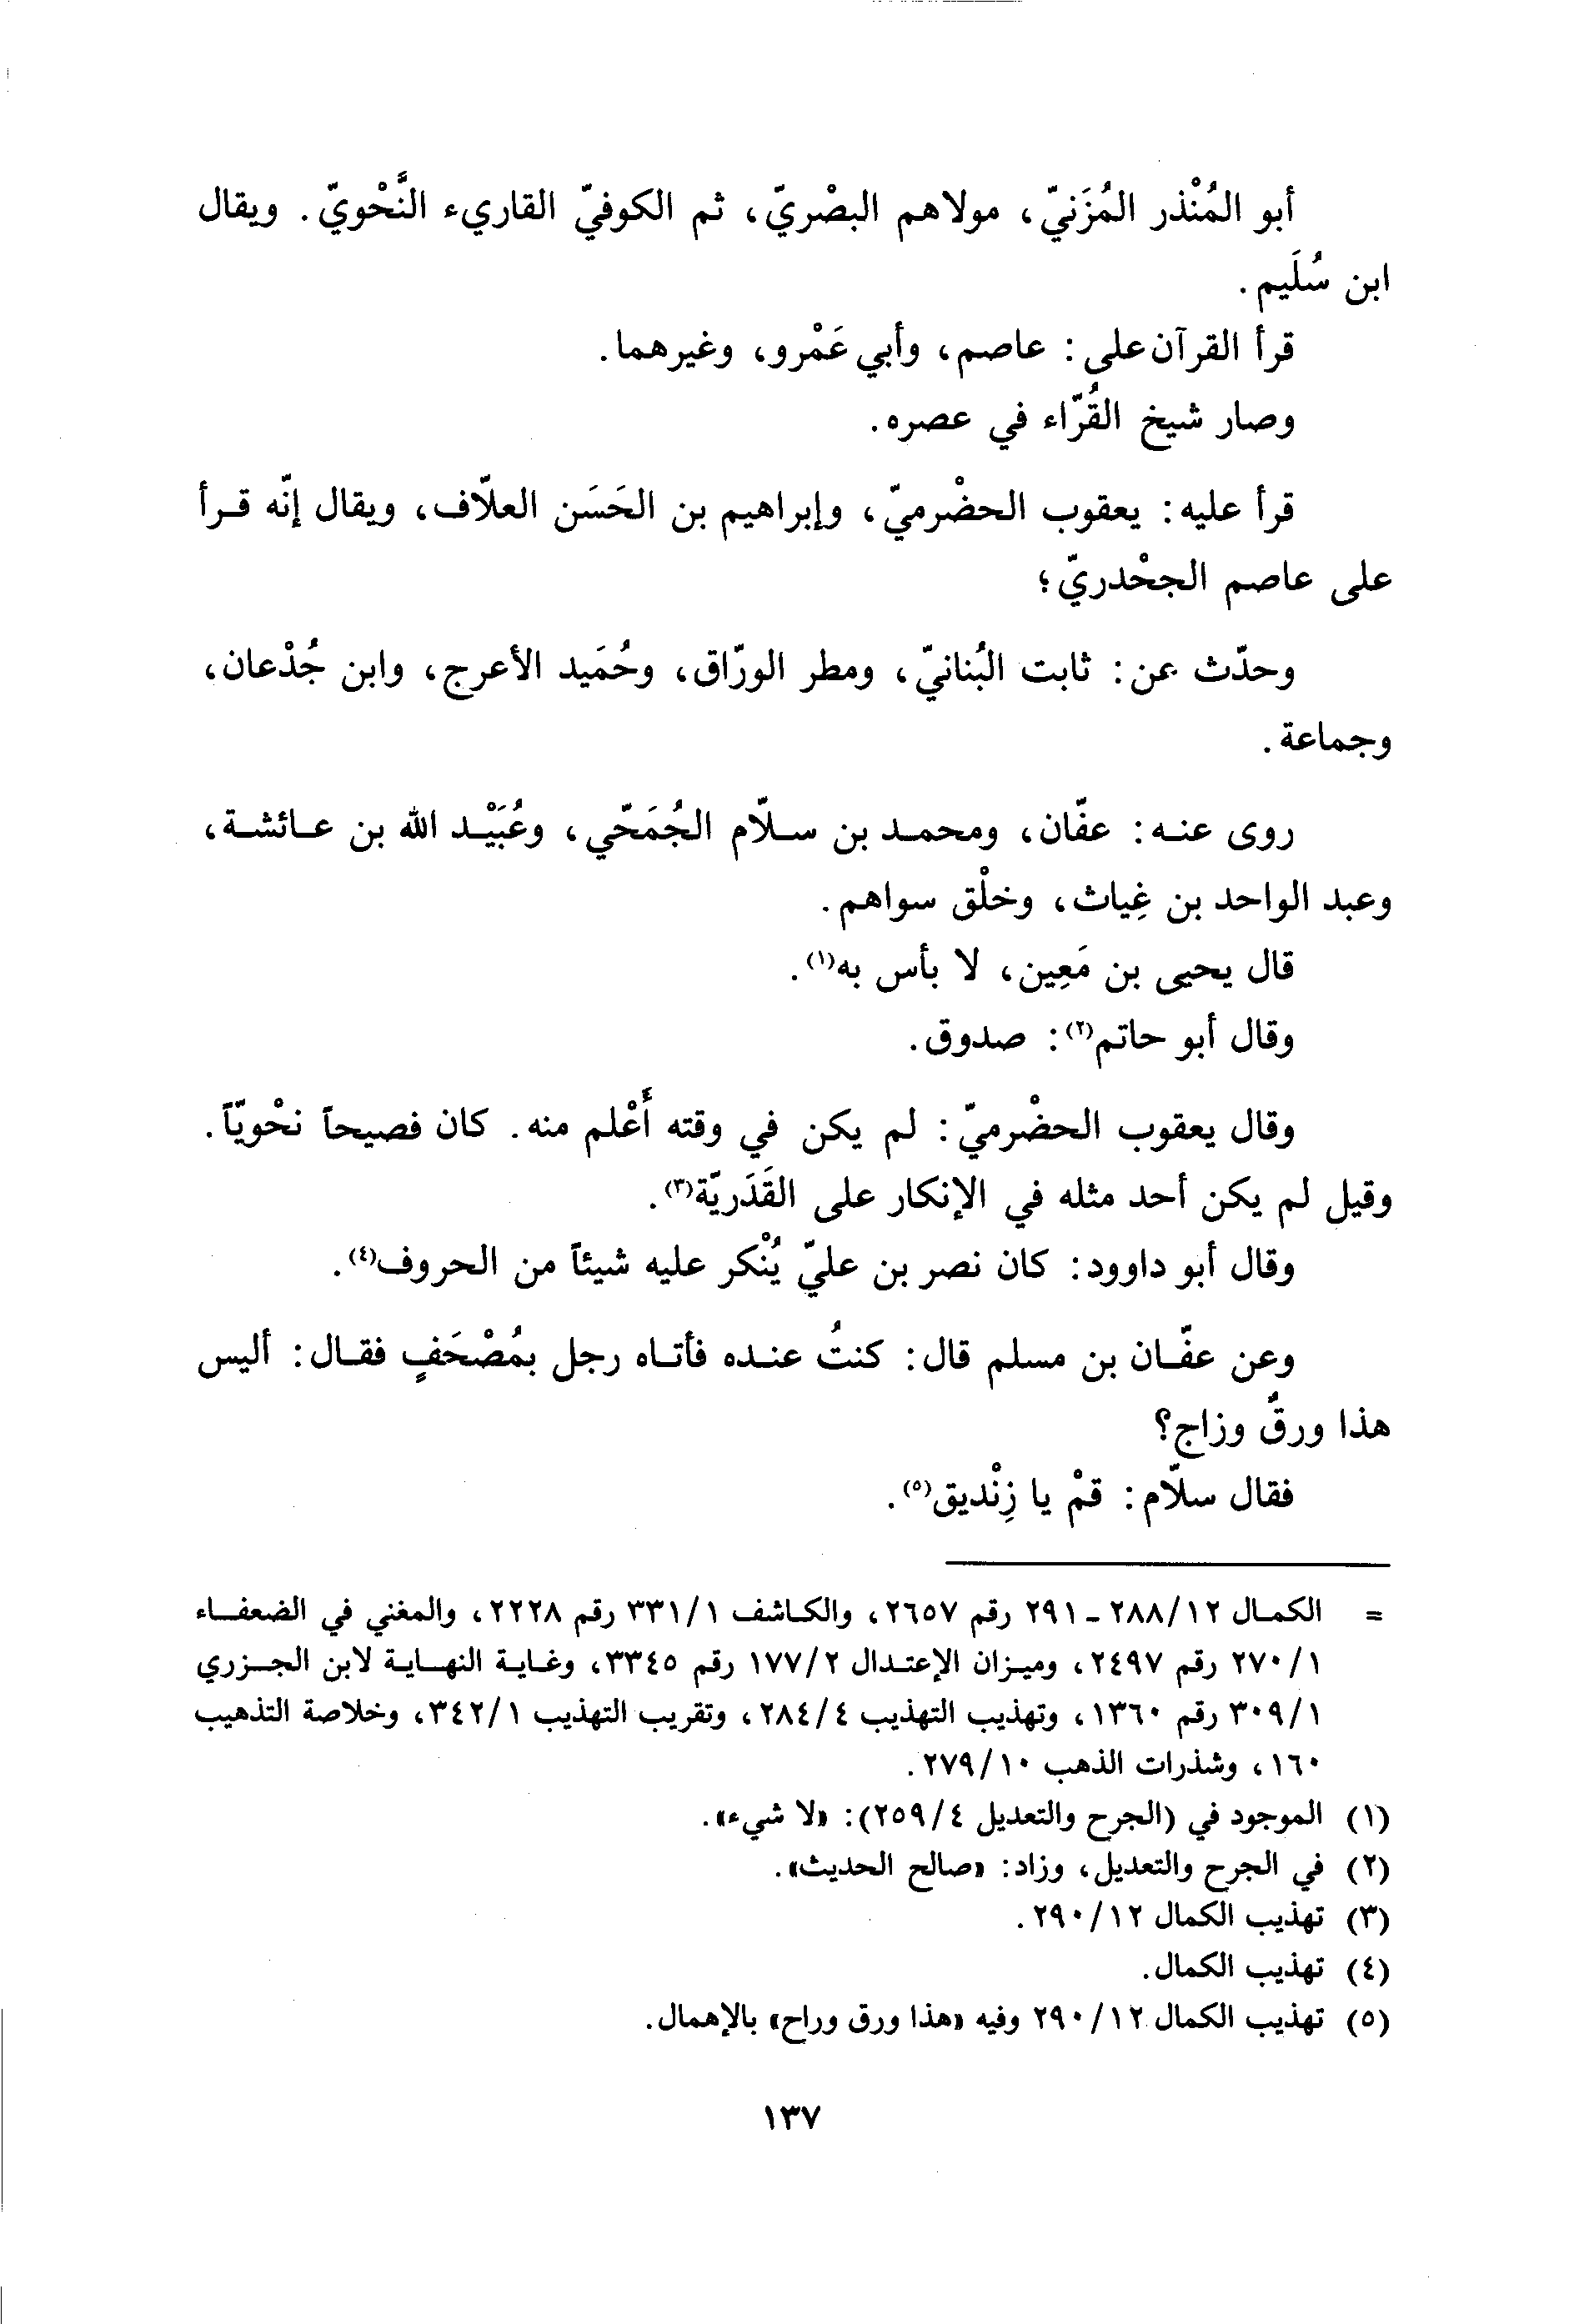 أبو المُنْذر المُزَنيّ، مولاهم البصْريّ، ثم الكوفيّ القاريء النَّحْويّ. ويقال
ابن سُلَيم.
قرأ القرآن على: عاصم، وأبي عَمْرو، وغيرهما.
وصار شيخ القُرّاء في عصره.
قرأ عليه: يعقوب الحضْرميّ، وإبراهيم بن الحَسَن العلاّف، ويقال إنّه قرأ
على عاصم الجحْدريّ؛
وحدّث عن: ثابت البُنانيّ، ومطر الورّاق، وحُمَيد الأعرج، وابن جُدْعان،
وجماعة.
روى عنه: عفّان، ومحمد بن سلاّم الجُمَحّي، وعُبَيْد الله بن عائشة،
وعبد الواحد بن غِياث، وخلْق سواهم.
قال يحيى بن مَعِين، لا بأس به(١).
وقال أبو حاتم(٢): صدوق.
وقال يعقوب الحضْرميّ: لم يكن في وقته أَعْلم منه. كان فصيحاً نحْويّاً.
وقيل لم يكن أحد مثله في الإنكار على القَدَريّة(٣).
وقال أبو داوود: كان نصر بن عليّ يُنْكر عليه شيئاً من الحروف(٤).
وعن عفّان بن مسلم قال: كنتُ عنده فأتاه رجل بمُصْحَفٍ فقال: أليس
هذا ورقٌ وزاج؟
فقال سلاّم: قمْ يا زِنْديق(٥).
= الكمال ١٢/ ٢٨٨ - ٢٩١ رقم ٢٦٥٧، والكاشف ١/ ٣٣١ رقم ٢٢٢٨، والمغني في الضعفاء
١/ ٢٧٠ رقم ٢٤٩٧، وميزان الإعتدال ٢/ ١٧٧ رقم ٣٣٤٥، وغاية النهاية لابن الجزري
١/ ٣٠٩ رقم ١٣٦٠، وتهذيب التهذيب ٤/ ٢٨٤، وتقريب التهذيب ١/ ٣٤٢، وخلاصة التذهيب
١٦٠، وشذرات الذهب ١٠/ ٢٧٩.
(١) الموجود في (الجرح والتعديل ٤/ ٢٥٩): «لا شيء».
(٢) في الجرح والتعديل، وزاد: «صالح الحديث».
(٣) تهذيب الكمال ١٢/ ٢٩٠.
(٤) تهذيب الكمال.
(٥) تهذيب الكمال ١٢/ ٢٩٠ وفيه «هذا ورق وراح» بالإهمال.
١٣٧